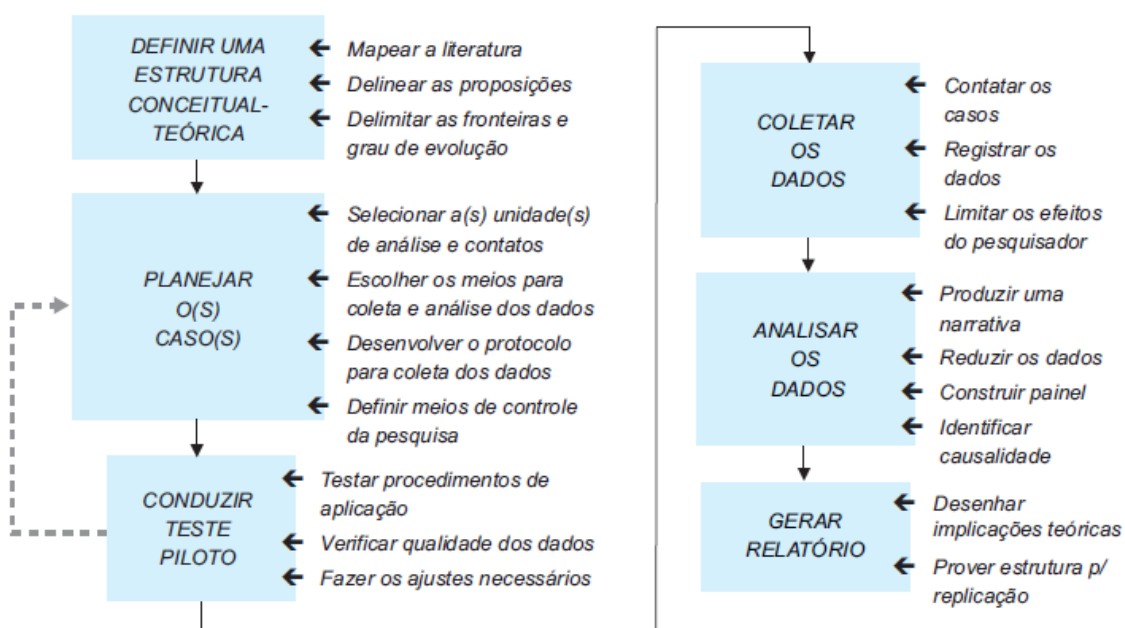 DEFINIR UMA
ESTRUTURA
CONCEITUAL-
TEÓRICA
Mapear a literatura
Delinear as proposições
Delimitar as fronteiras e
grau de evolução
PLANEJAR
O(S)
CASO(S)
Selecionar a(s) unidade(s)
de análise e contatos
Escolher os meios para
coleta e análise dos dados
Desenvolver o protocolo
para coleta dos dados
Definir meios de controle
da pesquisa
CONDUZIR
TESTE
PILOTO
Testar procedimentos de
aplicação
Verificar qualidade dos dados
Fazer os ajustes necessários
COLETAR
OS
DADOS
Contatar os
casos
Registrar os
dados
Limitar os efeitos
do pesquisador
ANALISAR
OS
DADOS
Produzir uma
narrativa
Reduzir os dados
Construir painel
Identificar
causalidade
GERAR
RELATÓRIO
Desenhar
implicações teóricas
Prover estrutura p/
replicação